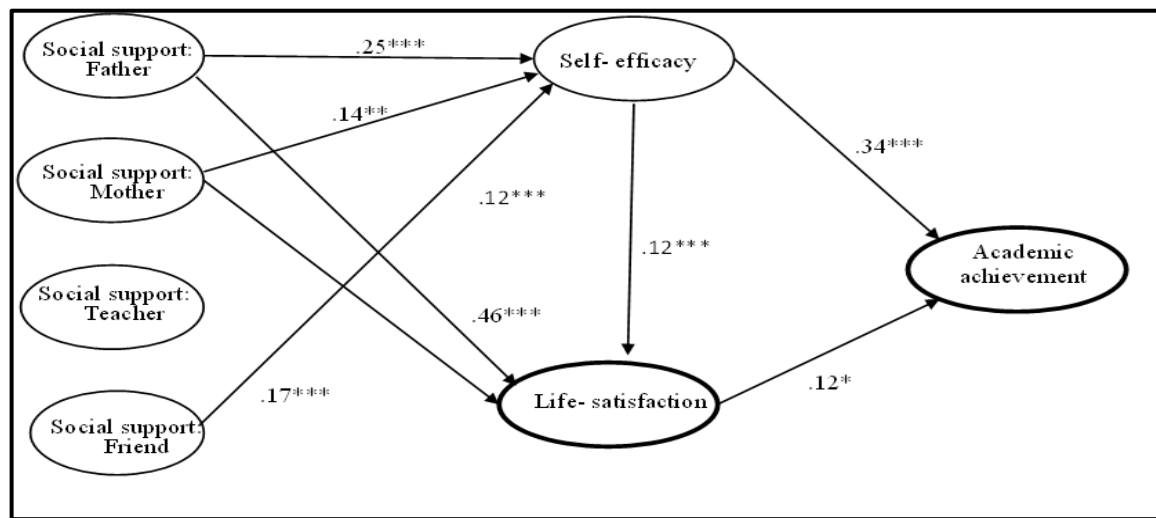 Social support:
Father
.25***
Self- efficacy
.14**
.34***
Social support:
Mother
.12***
.12***
Academic
achievement
Social support:
Teacher
.46***
.17***
Life- satisfaction
.12*
Social support:
Friend